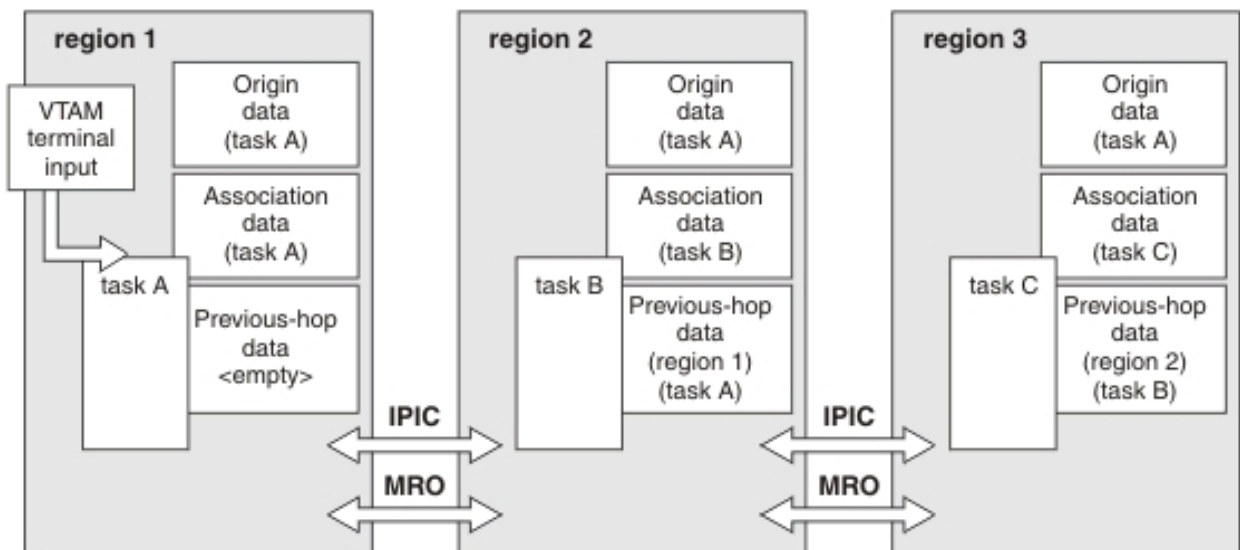 region 1
VTAM
terminal
input
Origin
data
(task A)
Association
data
(task A)
task A
Previous-hop
data
<empty>
IPIC
MRO
region 2
Origin
data
(task A)
Association
data
(task B)
task B
Previous-hop
data
(region 1)
(task A)
IPIC
MRO
region 3
Origin
data
(task A)
Association
data
(task C)
task C
Previous-hop
data
(region 2)
(task B)